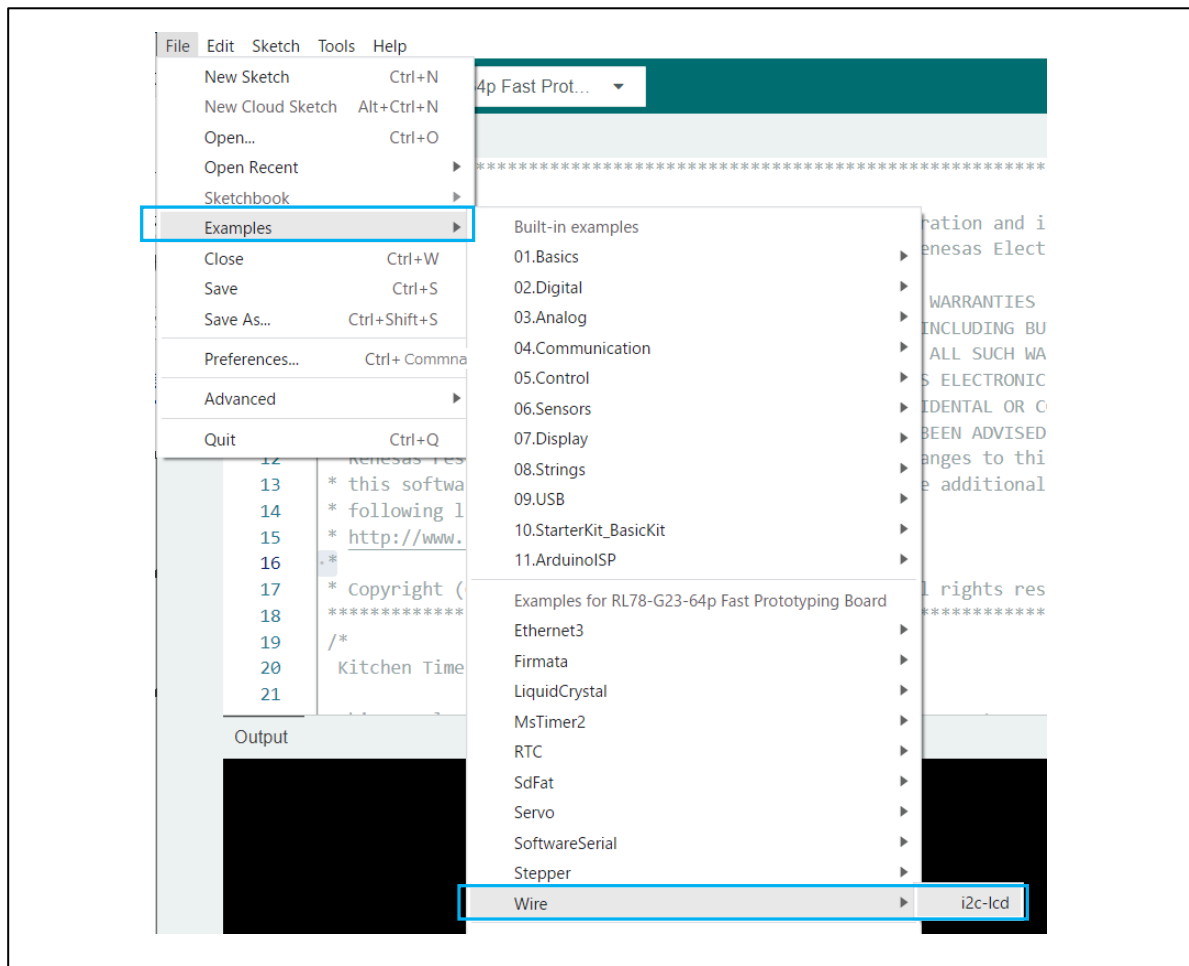 File Edit Sketch Tools Help
New Sketch Ctrl+N
New Cloud Sketch Alt+Ctrl+N
Open... Ctrl+O
Open Recent
Sketchbook
Examples
Close Ctrl+W
Save Ctrl+S
Save As... Ctrl+Shift+S
Preferences... Ctrl+ Commna
Advanced
Quit Ctrl+Q
4p Fast Prot...
*************************************************************
ration and i
enesas Elect
WARRANTIES
INCLUDING BU
ALL SUCH WA
S ELECTRONIC
IDENTAL OR C
BEEN ADVISED
anges to thi
e additional
l rights res
*************
Built-in examples
01.Basics
02.Digital
03.Analog
04.Communication
05.Control
06.Sensors
07.Display
08.Strings
09.USB
10.StarterKit_BasicKit
11.ArduinoISP
Examples for RL78-G23-64p Fast Prototyping Board
Ethernet3
Firmata
LiquidCrystal
MsTimer2
RTC
SdFat
Servo
SoftwareSerial
Stepper
Wire i2c-lcd
12 Renesas res
13 * this softwa
14 * following l
15 * http://www.
16 *
17 * Copyright (
18 *************
19 /*
20 Kitchen Time
21
Output